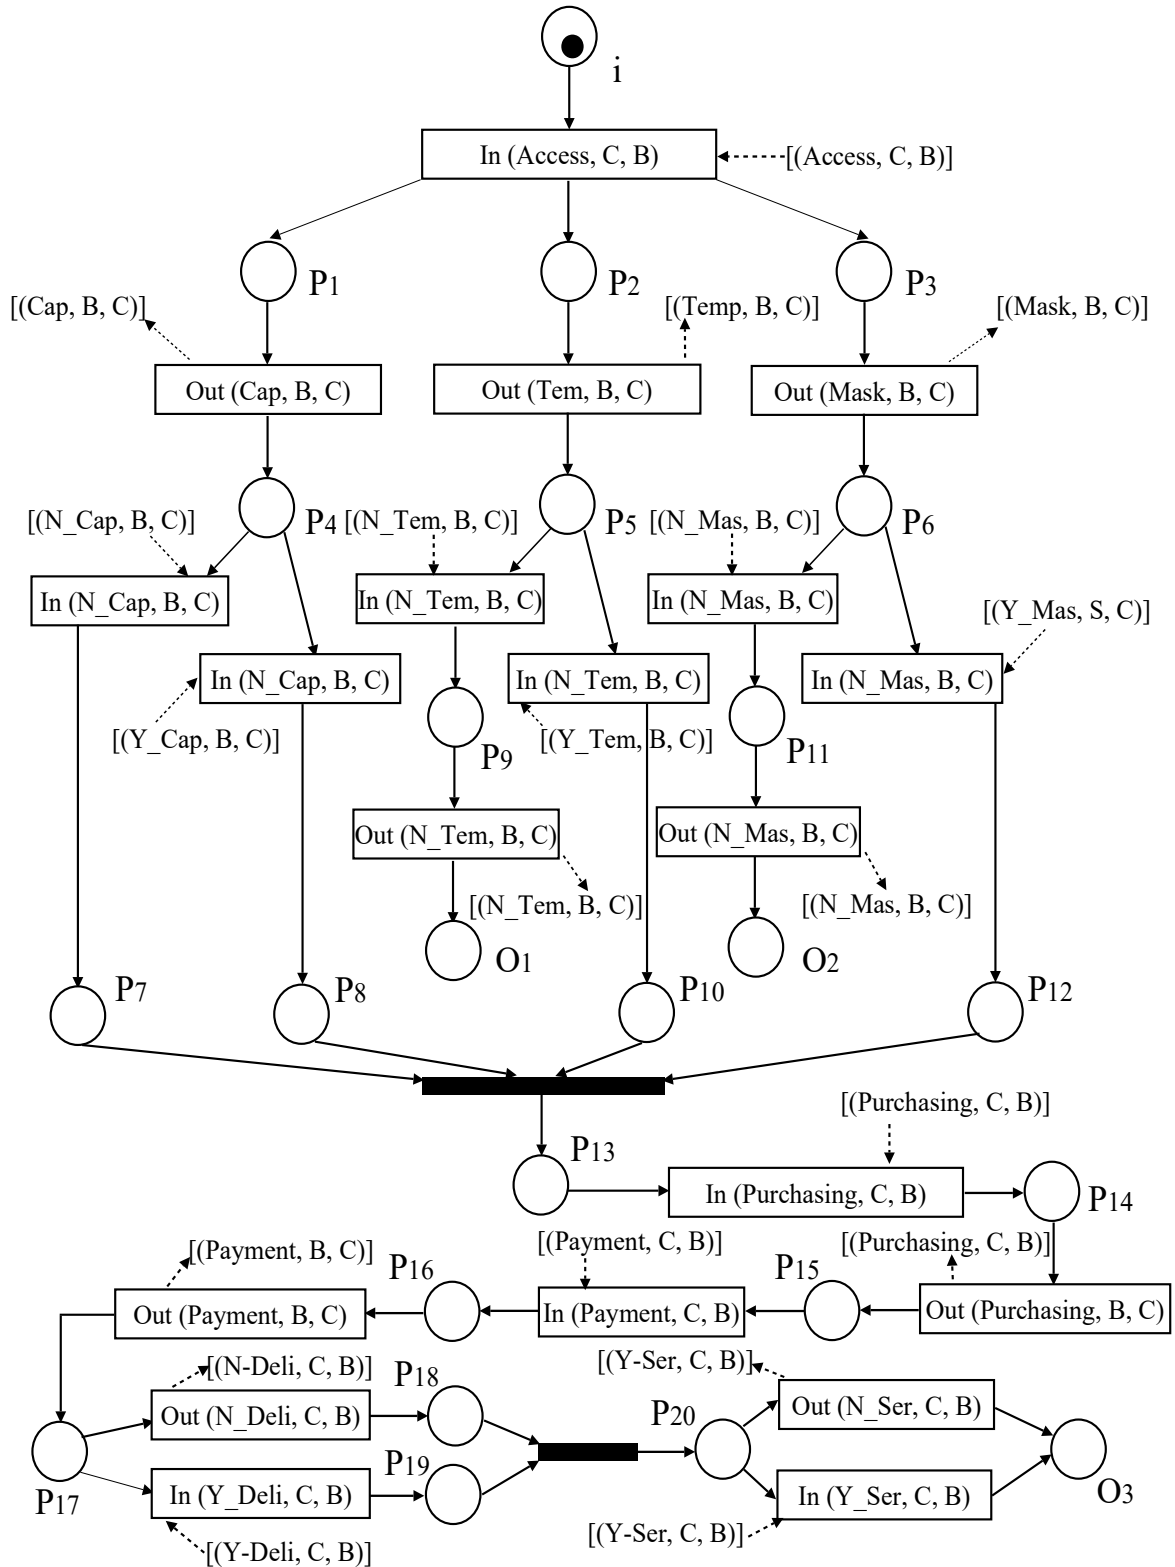 i
In (Access, C, B)
[(Access, C, B)]
P1
P2
P3
[(Cap, B, C)]
[(Temp, B, C)]
[(Mask, B, C)]
Out (Cap, B, C)
Out (Tem, B, C)
Out (Mask, B, C)
[(N_Cap, B, C)]
P4
[(N_Tem, B, C)]
P5
[(N_Mas, B, C)]
P6
In (N_Cap, B, C)
In (N_Tem, B, C)
In (N_Mas, B, C)
[(Y_Mas, S, C)]
In (N_Cap, B, C)
In (N_Tem, B, C)
In (N_Mas, B, C)
[(Y_Cap, B, C)]
P9
[(Y_Tem, B, C)]
P11
Out (N_Tem, B, C)
Out (N_Mas, B, C)
[(N_Tem, B, C)]
[(N_Mas, B, C)]
O1
O2
P7
P8
P10
P12
[(Purchasing, C, B)]
P13
In (Purchasing, C, B)
P14
[(Payment, B, C)]
[(Payment, C, B)]
[(Purchasing, C, B)]
P16
P15
Out (Payment, B, C)
In (Payment, C, B)
Out (Purchasing, B, C)
[(N-Deli, C, B)]
P18
[(Y-Ser, C, B)]
Out (N_Deli, C, B)
P20
Out (N_Ser, C, B)
P17
P19
In (Y_Deli, C, B)
In (Y_Ser, C, B)
O3
[(Y-Deli, C, B)]
[(Y-Ser, C, B)]